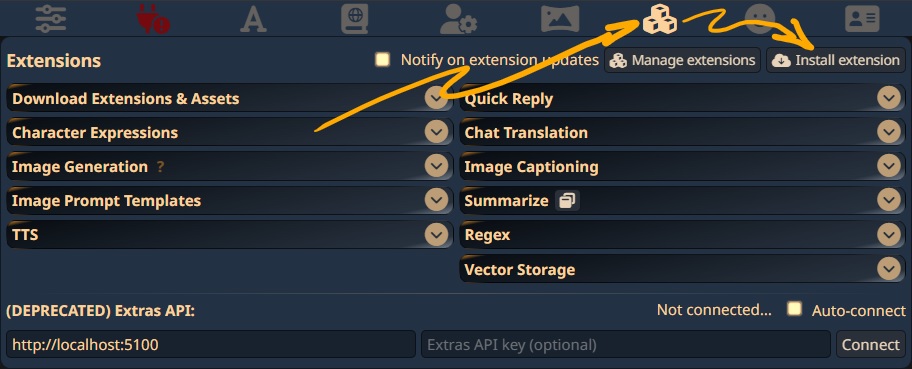 Extensions
Notify on extension updates
Manage extensions
Install extension
Download Extensions & Assets
Quick Reply
Character Expressions
Chat Translation
Image Generation ?
Image Captioning
Image Prompt Templates
Summarize
TTS
Regex
Vector Storage
(DEPRECATED) Extras API:
Not connected...
Auto-connect
http://localhost:5100
Extras API key (optional)
Connect